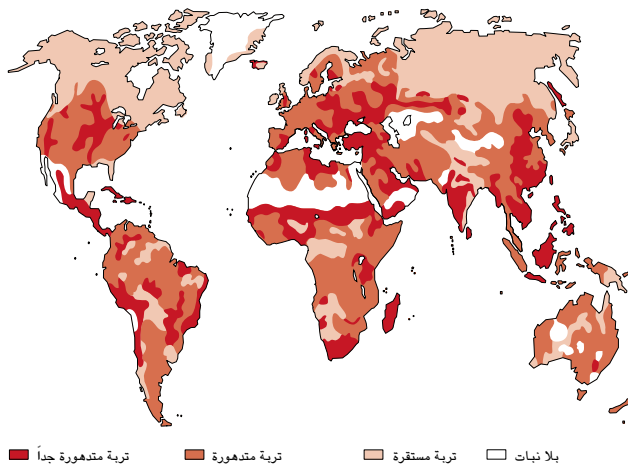 بلا نبات
تربة مستقرة
تربة متدهورة
تربة متدهورة جداً